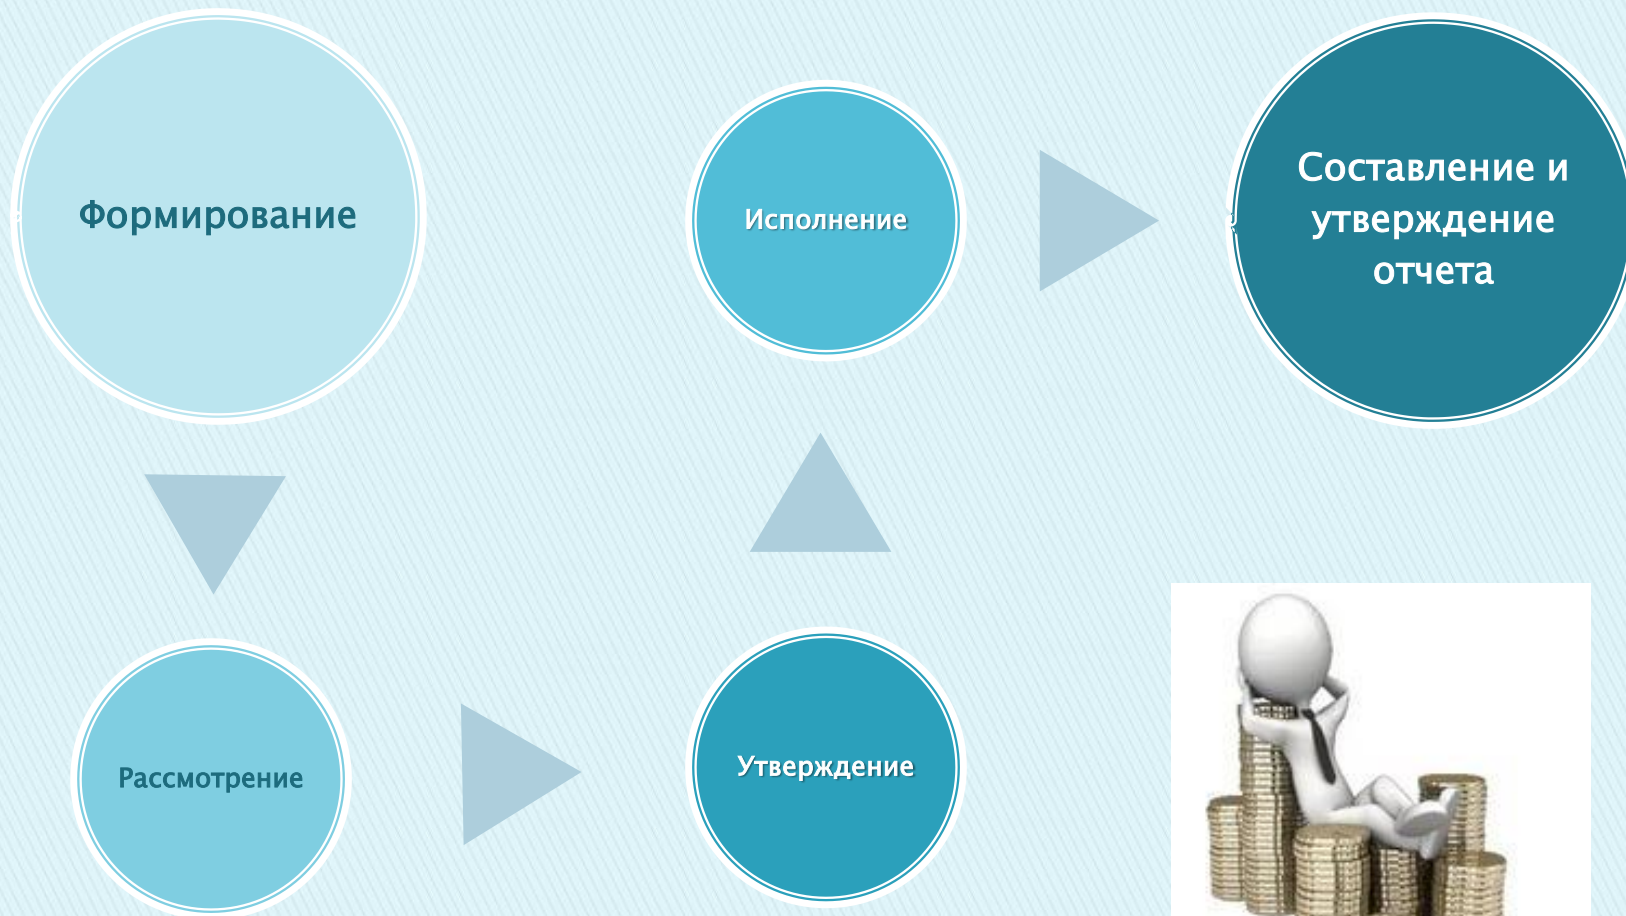 Формирование
Рассмотрение
Утверждение
Исполнение
Составление и
утверждение
отчета